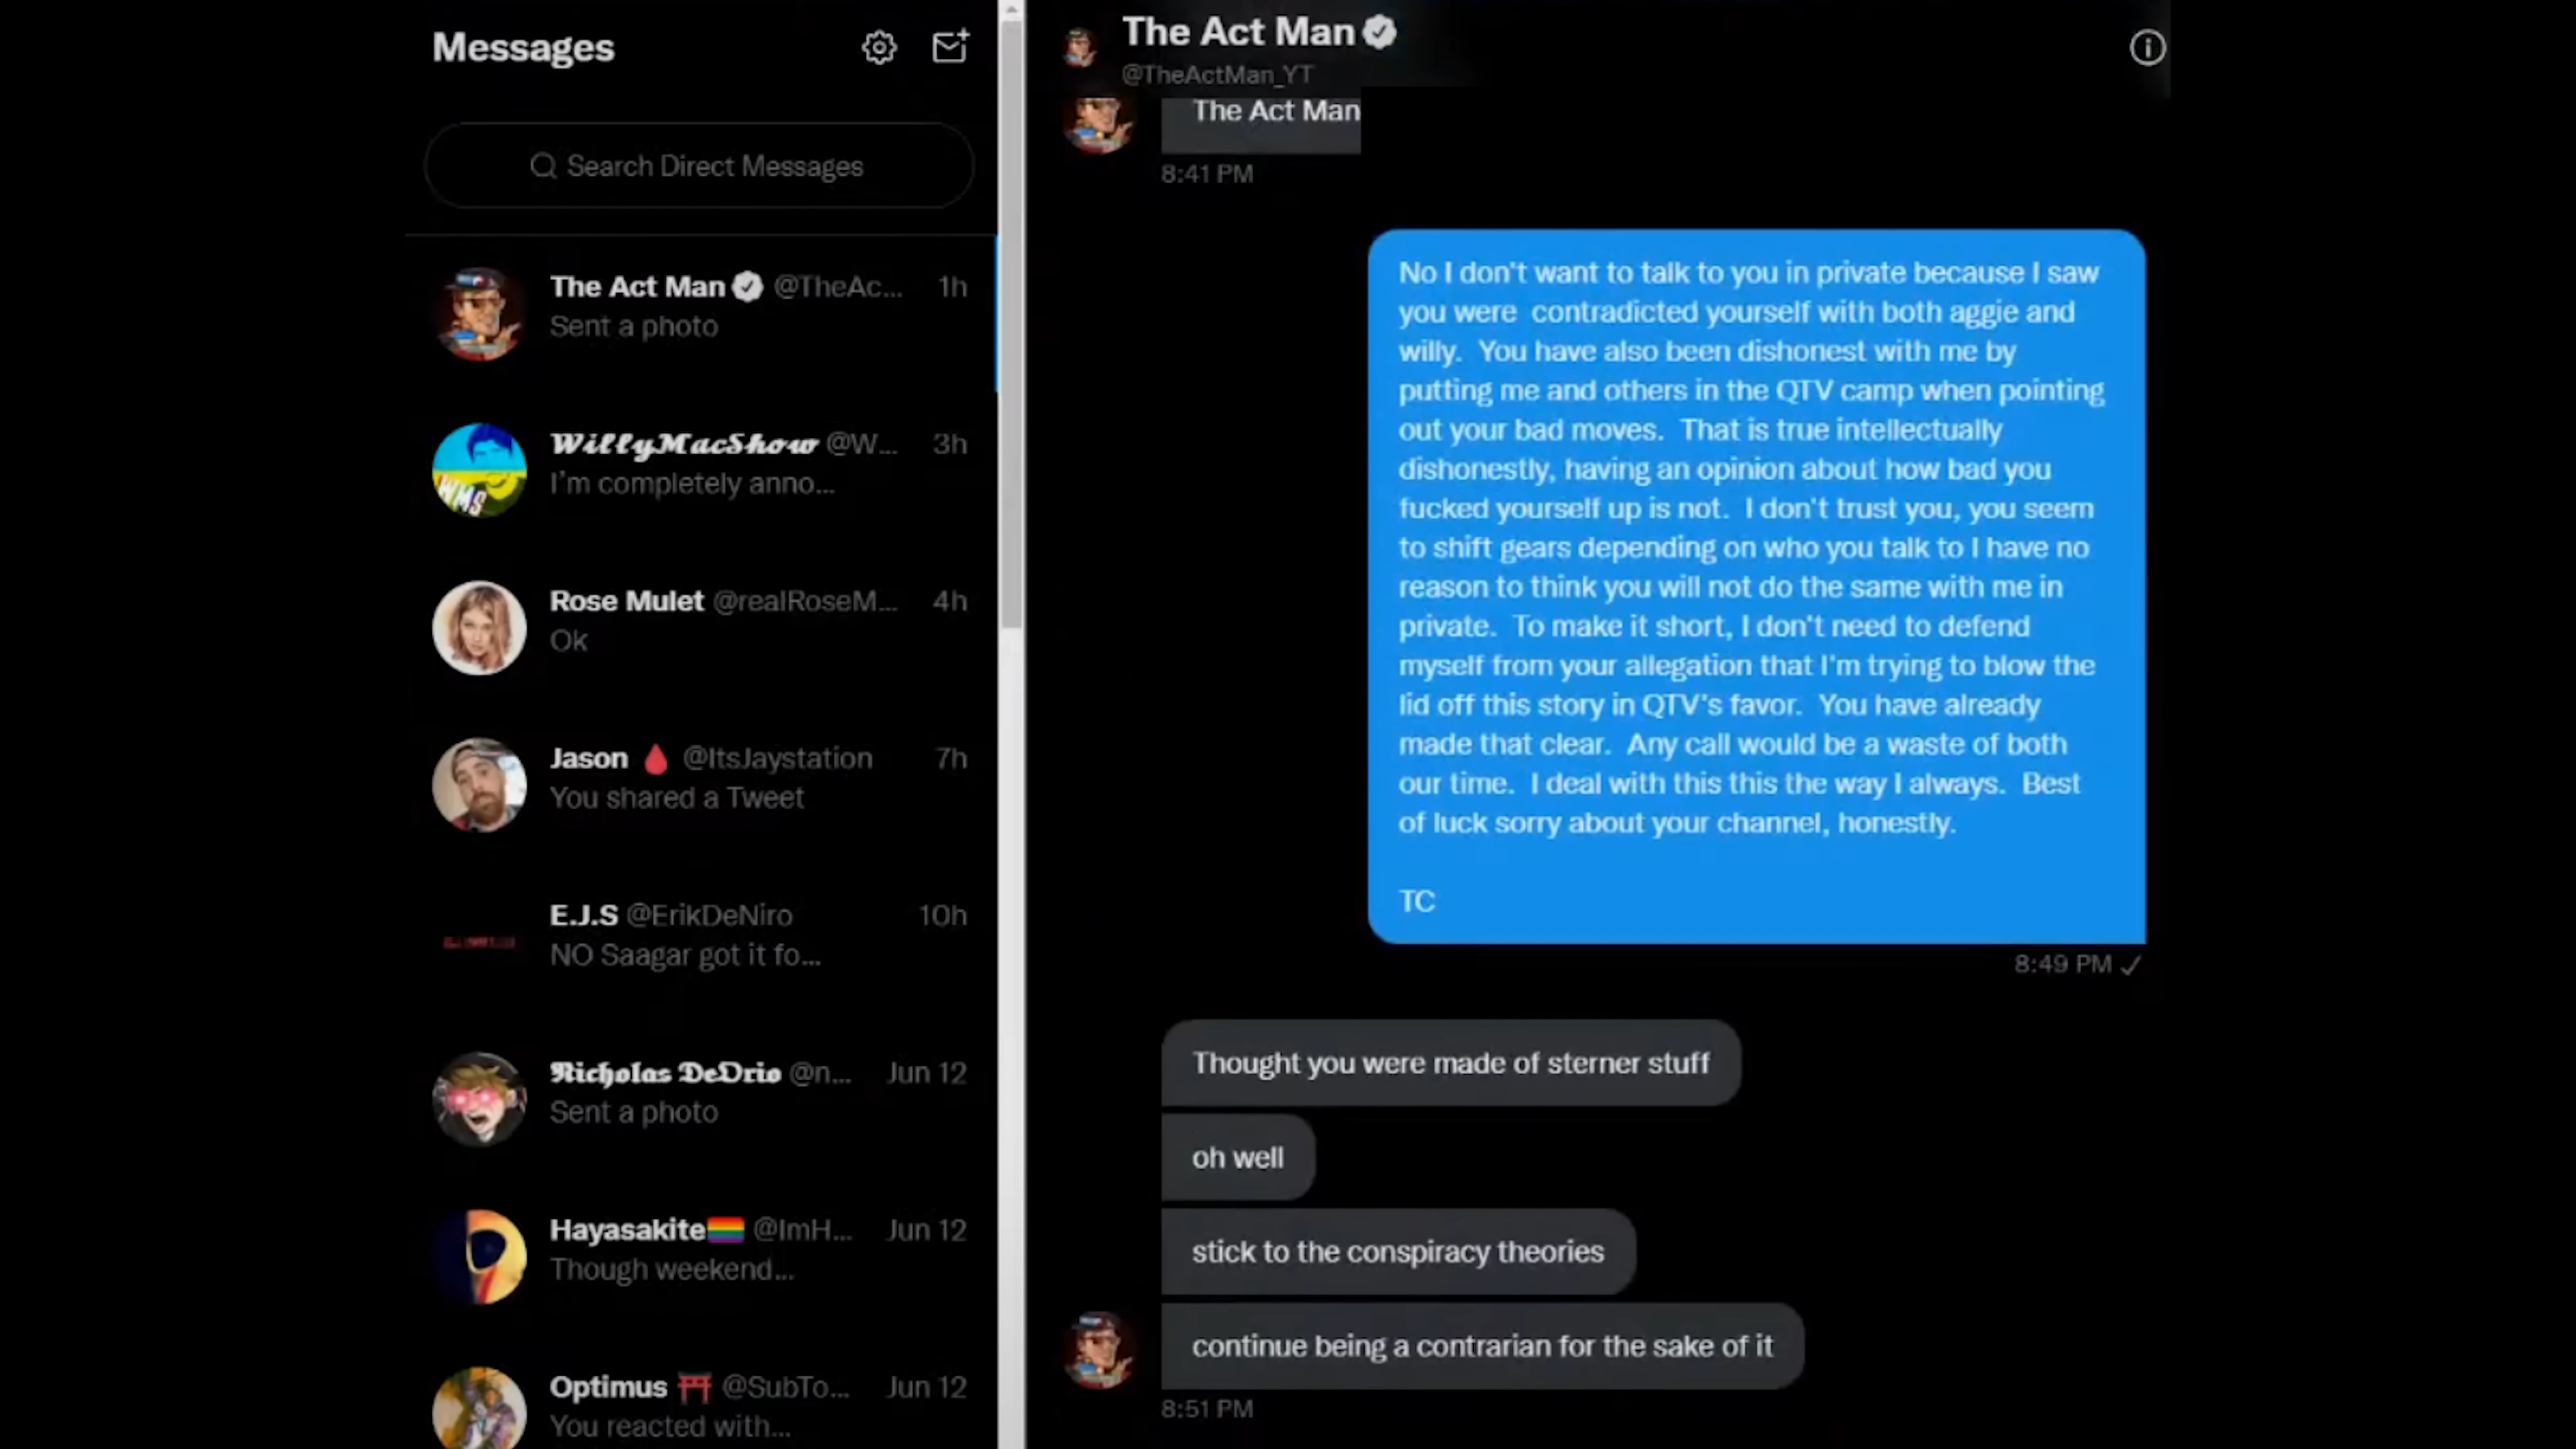 Messages
Search Direct Messages
The Act Man @TheAc... 1h
Sent a photo
WillyMacShow @W... 3h
I'm completely anno...
WMS
Rose Mulet @realRoseM... 4h
Ok
Jason 🩸 @ItsJaystation 7h
You shared a Tweet
E.J.S @ErikDeNiro 10h
NO Saagar got it fo...
Nicholas DeOrio @n... Jun 12
Sent a photo
Hayasakite🏳️‍🌈 @ImH... Jun 12
Though weekend...
Optimus ⛩️ @SubTo... Jun 12
You reacted with...
The Act Man
@TheActMan_YT
The Act Man
8:41 PM
No I don't want to talk to you in private because I saw
you were  contradicted yourself with both aggie and
willy.  You have also been dishonest with me by
putting me and others in the QTV camp when pointing
out your bad moves.  That is true intellectually
dishonestly, having an opinion about how bad you
fucked yourself up is not.  I don't trust you, you seem
to shift gears depending on who you talk to I have no
reason to think you will not do the same with me in
private.  To make it short, I don't need to defend
myself from your allegation that I'm trying to blow the
lid off this story in QTV's favor.  You have already
made that clear.  Any call would be a waste of both
our time.  I deal with this this the way I always.  Best
of luck sorry about your channel, honestly.
TC
8:49 PM ✓
Thought you were made of sterner stuff
oh well
stick to the conspiracy theories
continue being a contrarian for the sake of it
8:51 PM